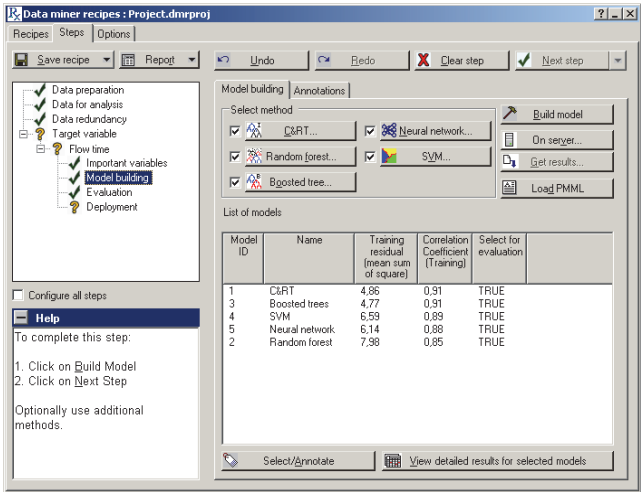 Data miner recipes : Project.dmrproj
Recipes Steps Options
Save recipe Report Undo Redo Clear step Next step
Data preparation
Data for analysis
Data redundancy
Target variable
Flow time
Important variables
Model building
Evaluation
Deployment
Configure all steps
Help
To complete this step:
1. Click on Build Model
2. Click on Next Step
Optionally use additional
methods.
Model building Annotations
Select method
C&RT... Neural network...
Random forest... SVM...
Boosted tree...
Build model
On server...
Get results...
Load PMML
List of models
Model ID Name Training residual (mean sum of square) Correlation Coefficient (Training) Select for evaluation
1 C&RT 4,86 0,91 TRUE
3 Boosted trees 4,77 0,91 TRUE
4 SVM 6,59 0,89 TRUE
5 Neural network 6,14 0,88 TRUE
2 Random forest 7,98 0,85 TRUE
Select/Annotate View detailed results for selected models